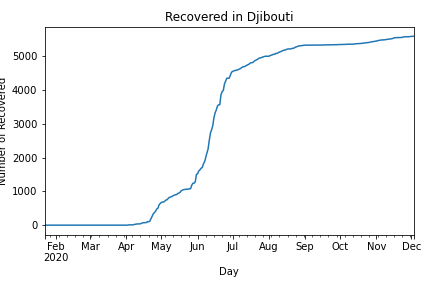 Recovered in Djibouti
Number of Recovered
5000
4000
3000
2000
1000
0
Feb Mar Apr May Jun Jul Aug Sep Oct Nov Dec
2020
Day